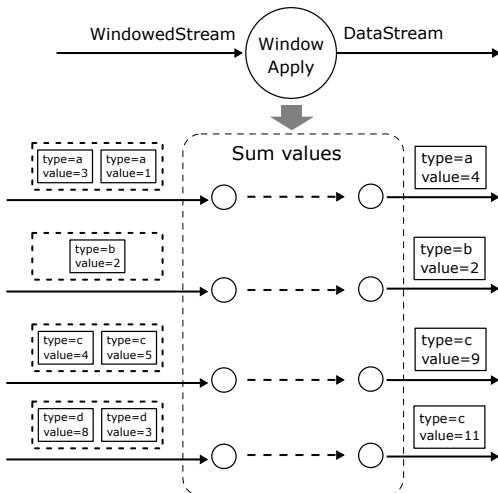 WindowedStream
Window
Apply
DataStream
Sum values
type=a
value=3
type=a
value=1
type=a
value=4
type=b
value=2
type=b
value=2
type=c
value=4
type=c
value=5
type=c
value=9
type=d
value=8
type=d
value=3
type=c
value=11